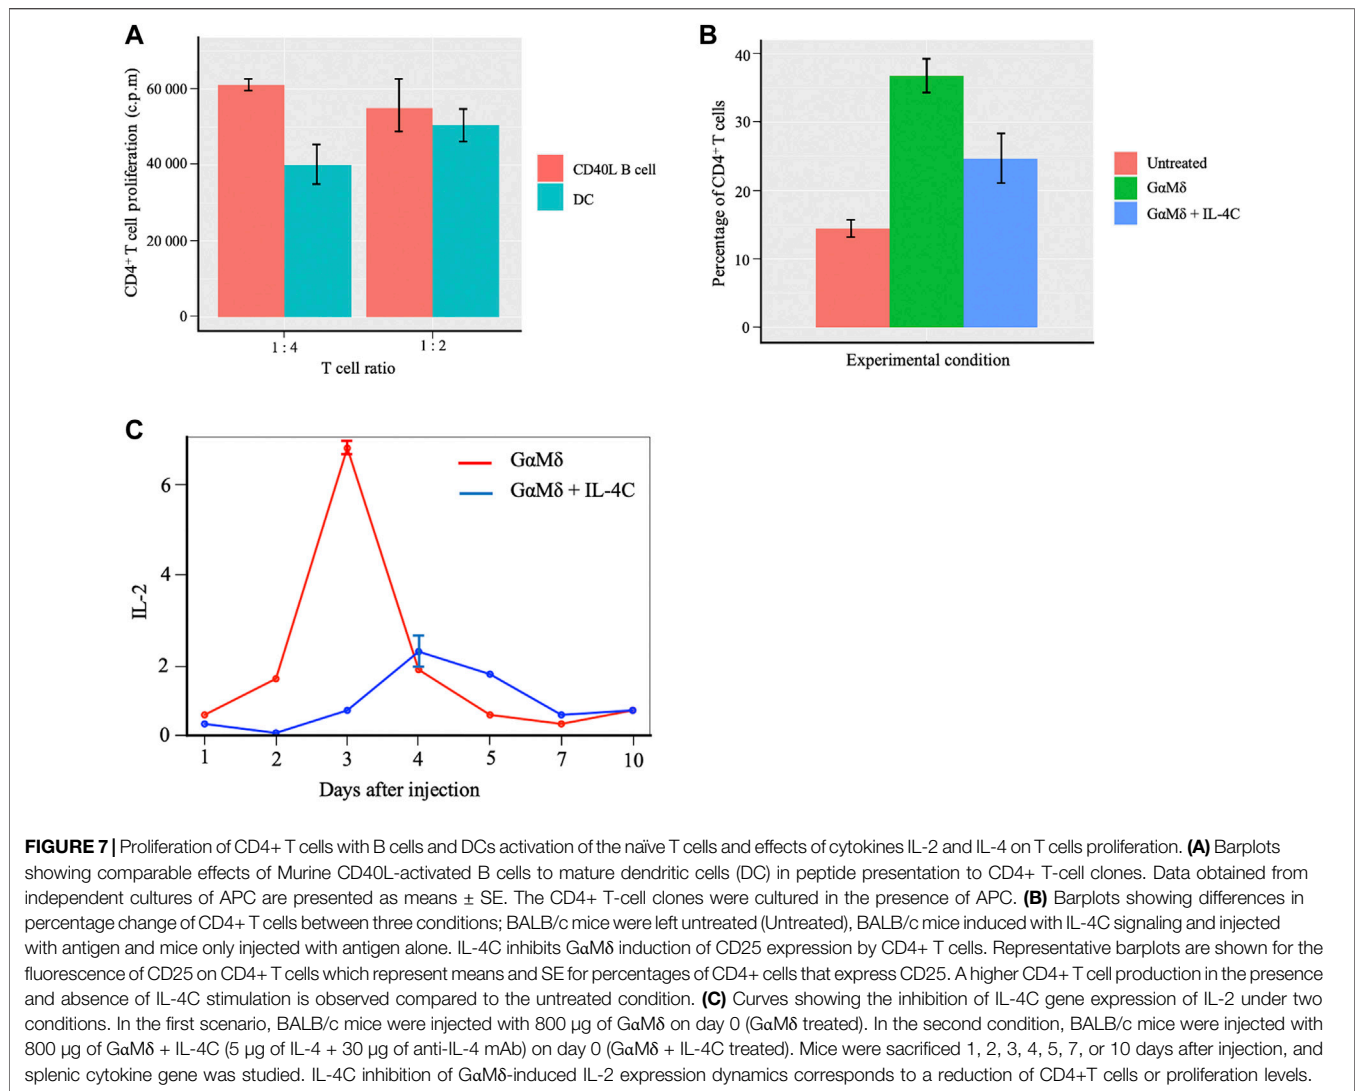 A
CD4+ T cell proliferation (c.p.m)
60 000
40 000
20 000
0
1 : 4
1 : 2
T cell ratio
CD40L B cell
DC
B
Percentage of CD4+ T cells
40
30
20
10
0
Experimental condition
Untreated
GαMδ
GαMδ + IL-4C
C
IL-2
6
4
2
0
1 2 3 4 5 7 10
Days after injection
GαMδ
GαMδ + IL-4C
FIGURE 7 | Proliferation of CD4+ T cells with B cells and DCs activation of the naïve T cells and effects of cytokines IL-2 and IL-4 on T cells proliferation. (A) Barplots
showing comparable effects of Murine CD40L-activated B cells to mature dendritic cells (DC) in peptide presentation to CD4+ T-cell clones. Data obtained from
independent cultures of APC are presented as means ± SE. The CD4+ T-cell clones were cultured in the presence of APC. (B) Barplots showing differences in
percentage change of CD4+ T cells between three conditions; BALB/c mice were left untreated (Untreated), BALB/c mice induced with IL-4C signaling and injected
with antigen and mice only injected with antigen alone. IL-4C inhibits GαMδ induction of CD25 expression by CD4+ T cells. Representative barplots are shown for the
fluorescence of CD25 on CD4+ T cells which represent means and SE for percentages of CD4+ cells that express CD25. A higher CD4+ T cell production in the presence
and absence of IL-4C stimulation is observed compared to the untreated condition. (C) Curves showing the inhibition of IL-4C gene expression of IL-2 under two
conditions. In the first scenario, BALB/c mice were injected with 800 μg of GαMδ on day 0 (GαMδ treated). In the second condition, BALB/c mice were injected with
800 μg of GαMδ + IL-4C (5 μg of IL-4 + 30 μg of anti-IL-4 mAb) on day 0 (GαMδ + IL-4C treated). Mice were sacrificed 1, 2, 3, 4, 5, 7, or 10 days after injection, and
splenic cytokine gene was studied. IL-4C inhibition of GαMδ-induced IL-2 expression dynamics corresponds to a reduction of CD4+T cells or proliferation levels.